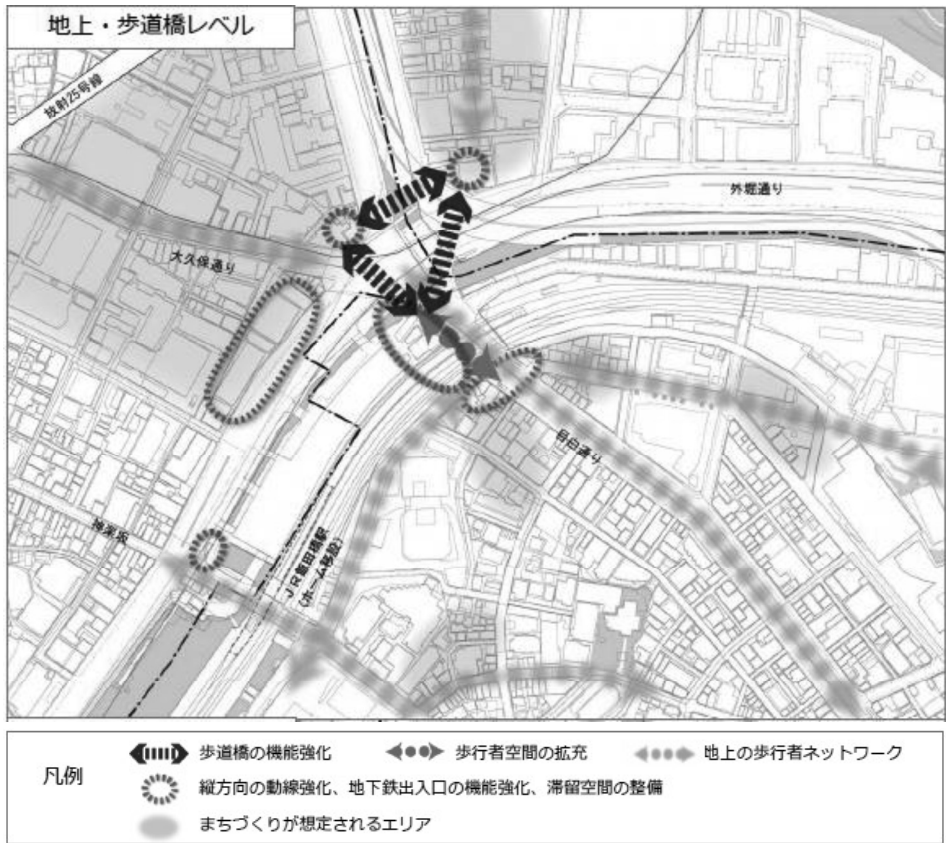 地上・歩道橋レベル
放射25号線
外堀通り
大久保通り
目白通り
神楽坂
JR飯田橋駅
(ホーム移設)
凡例
歩道橋の機能強化
歩行者空間の拡充
地上の歩行者ネットワーク
縦方向の動線強化、地下鉄出入口の機能強化、滞留空間の整備
まちづくりが想定されるエリア